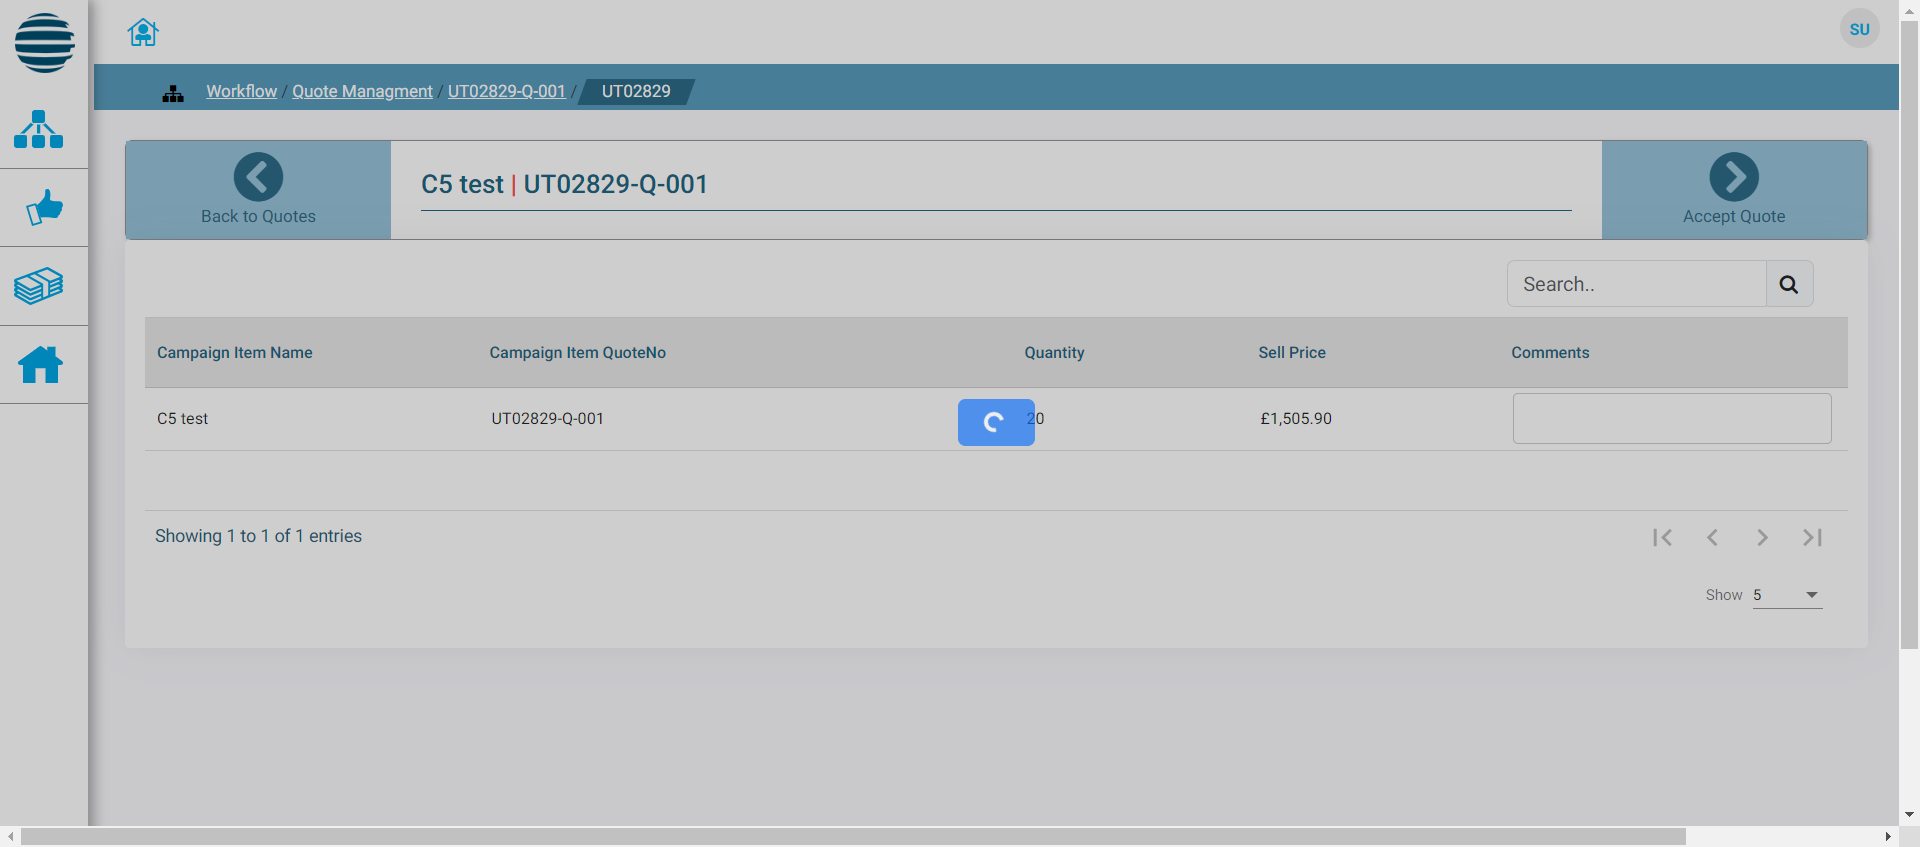 SU
Workflow / Quote Managment / UT02829-Q-001 / UT02829
Back to Quotes
C5 test | UT02829-Q-001
Accept Quote
Search..
Campaign Item Name Campaign Item QuoteNo Quantity Sell Price Comments
C5 test UT02829-Q-001 20 £1,505.90
Showing 1 to 1 of 1 entries
Show 5